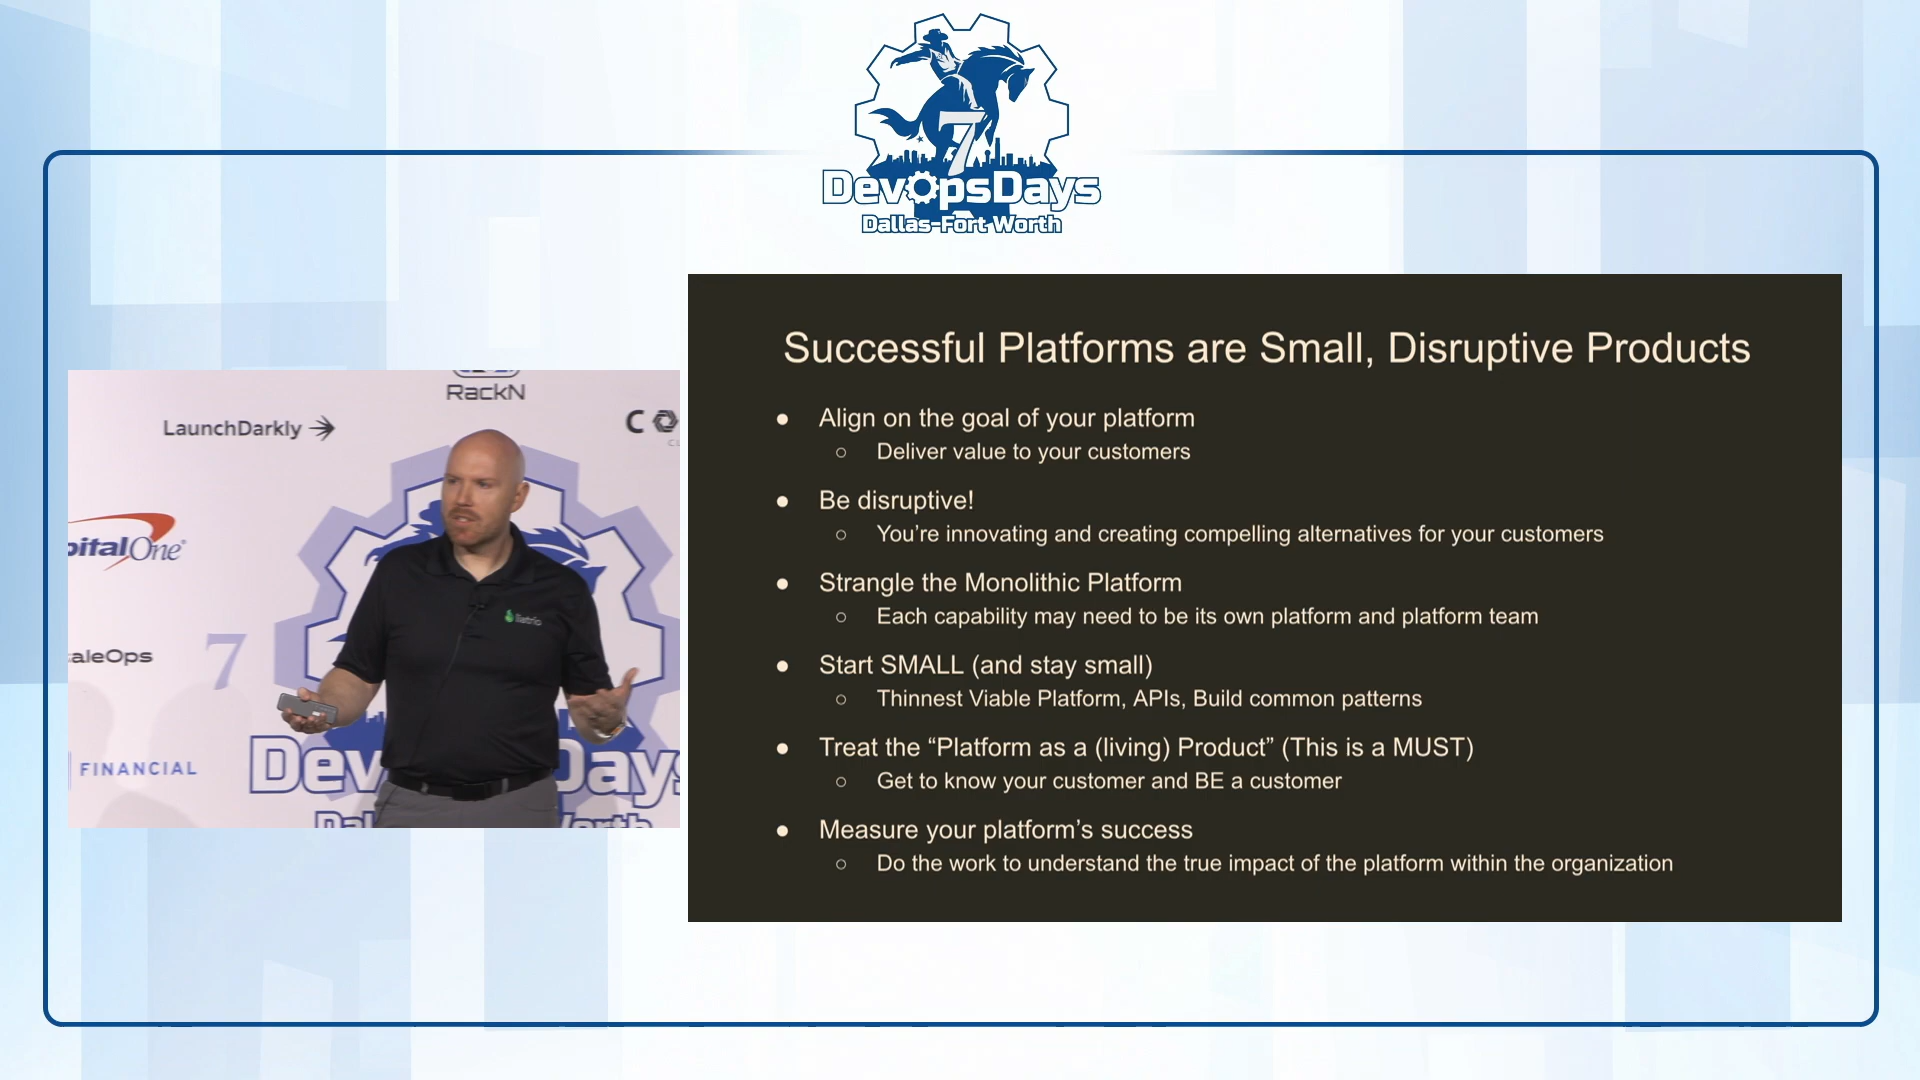 7
DevOpsDays
Dallas-Fort Worth
RackN
LaunchDarkly
pitalOne®
aleOps
7
FINANCIAL
liatrio
Successful Platforms are Small, Disruptive Products
● Align on the goal of your platform
○ Deliver value to your customers
● Be disruptive!
○ You’re innovating and creating compelling alternatives for your customers
● Strangle the Monolithic Platform
○ Each capability may need to be its own platform and platform team
● Start SMALL (and stay small)
○ Thinnest Viable Platform, APIs, Build common patterns
● Treat the “Platform as a (living) Product” (This is a MUST)
○ Get to know your customer and BE a customer
● Measure your platform’s success
○ Do the work to understand the true impact of the platform within the organization